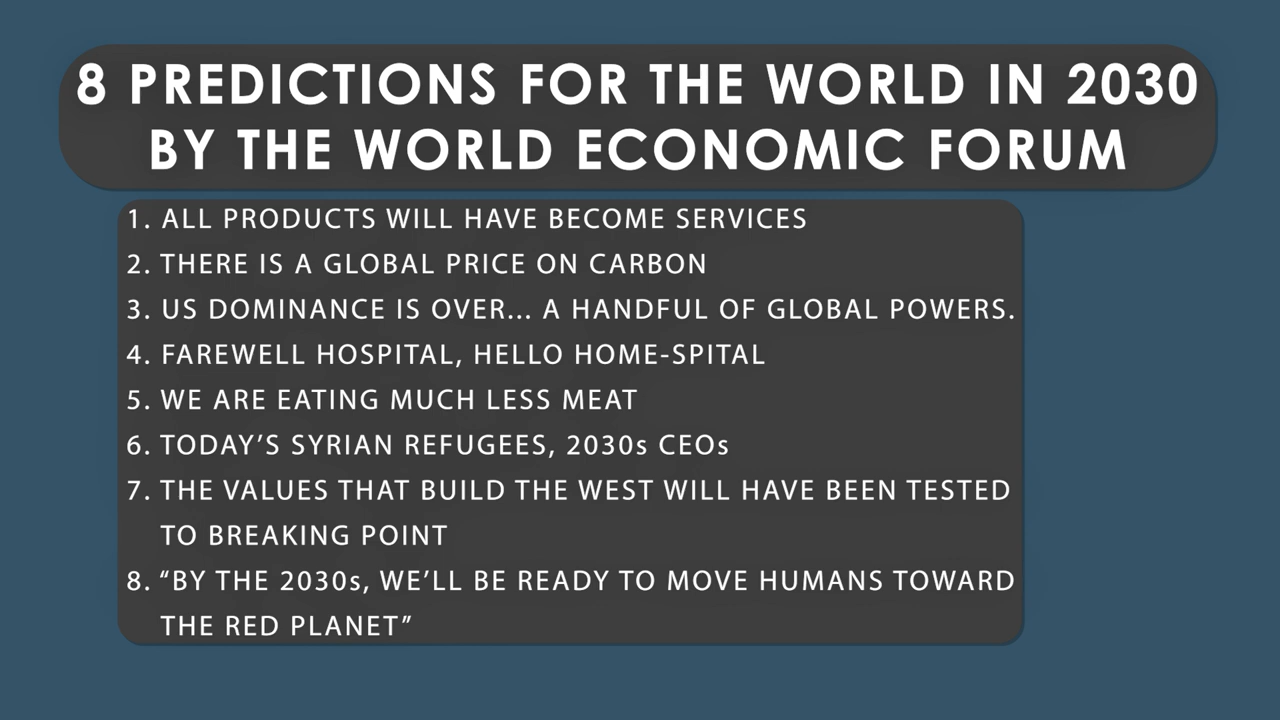 8 PREDICTIONS FOR THE WORLD IN 2030
BY THE WORLD ECONOMIC FORUM
1. ALL PRODUCTS WILL HAVE BECOME SERVICES
2. THERE IS A GLOBAL PRICE ON CARBON
3. US DOMINANCE IS OVER... A HANDFUL OF GLOBAL POWERS.
4. FAREWELL HOSPITAL, HELLO HOME-SPITAL
5. WE ARE EATING MUCH LESS MEAT
6. TODAY’S SYRIAN REFUGEES, 2030s CEOs
7. THE VALUES THAT BUILD THE WEST WILL HAVE BEEN TESTED
TO BREAKING POINT
8. “BY THE 2030s, WE’LL BE READY TO MOVE HUMANS TOWARD
THE RED PLANET”